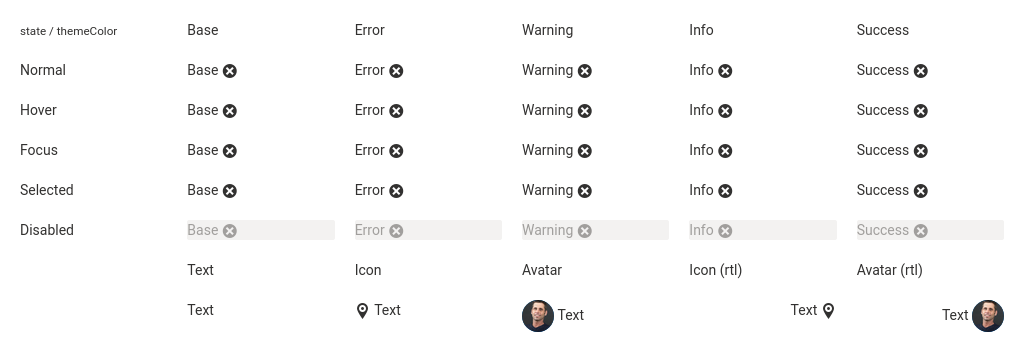 state / themeColor Base Error Warning Info Success
Normal Base Error Warning Info Success
Hover Base Error Warning Info Success
Focus Base Error Warning Info Success
Selected Base Error Warning Info Success
Disabled Base Error Warning Info Success
Text Icon Avatar Icon (rtl) Avatar (rtl)
Text Text Text Text Text